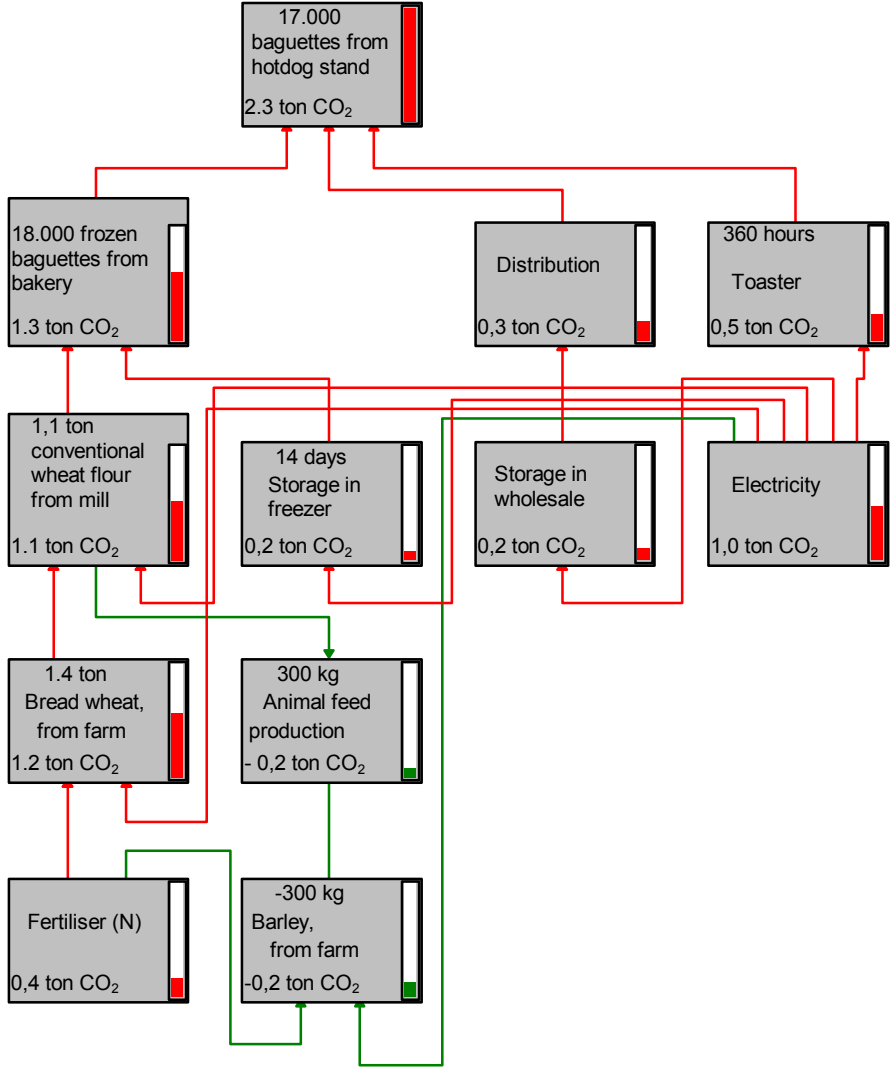 17.000
baguettes from
hotdog stand
2.3 ton CO₂
18.000 frozen
baguettes from
bakery
1.3 ton CO₂
Distribution
0,3 ton CO₂
360 hours
Toaster
0,5 ton CO₂
1,1 ton
conventional
wheat flour
from mill
1.1 ton CO₂
14 days
Storage in
freezer
0,2 ton CO₂
Storage in
wholesale
0,2 ton CO₂
Electricity
1,0 ton CO₂
1.4 ton
Bread wheat,
from farm
1.2 ton CO₂
300 kg
Animal feed
production
- 0,2 ton CO₂
Fertiliser (N)
0,4 ton CO₂
-300 kg
Barley,
from farm
-0,2 ton CO₂